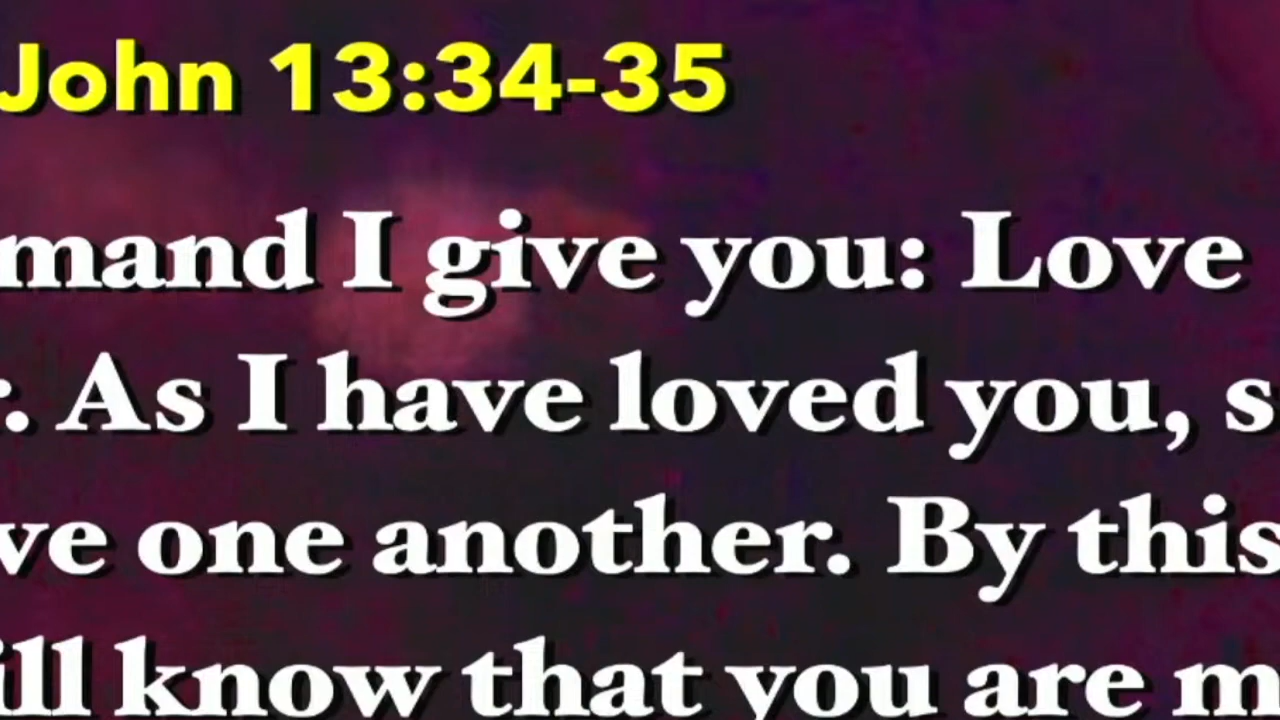 John 13:34-35
mand I give you: Love
r. As I have loved you, s
ve one another. By this
ill know that you are m